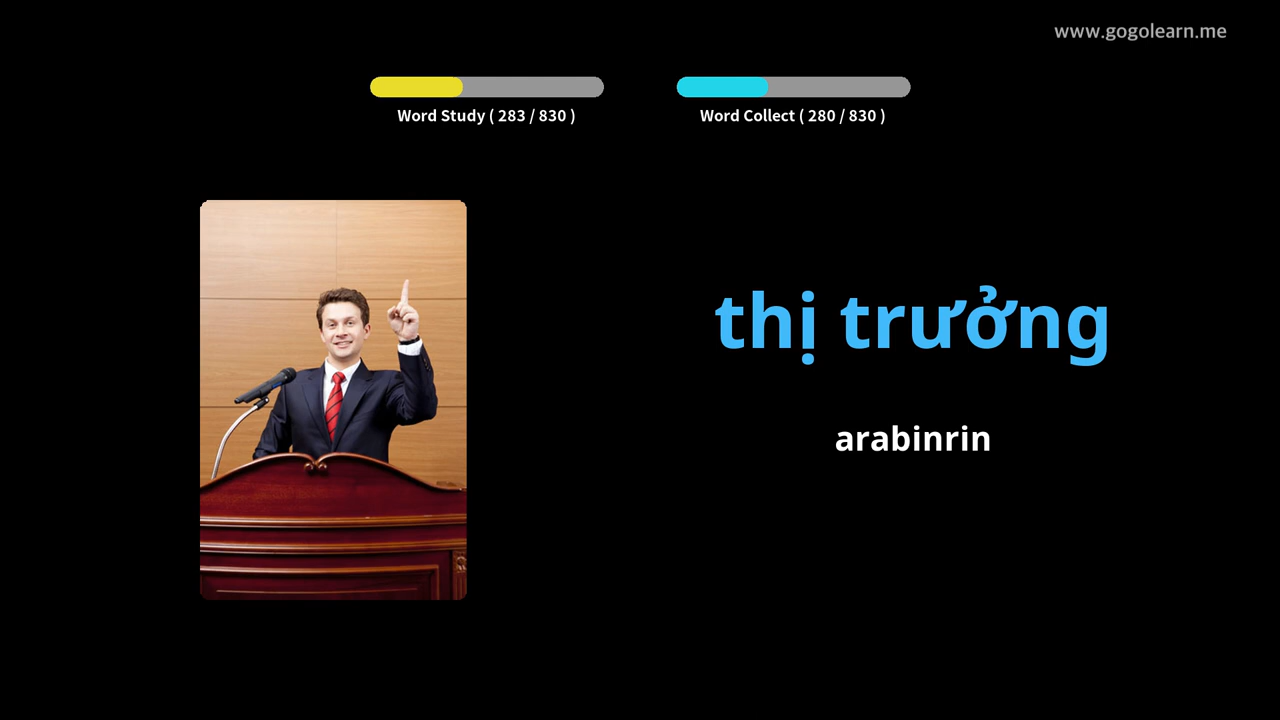 www.gogolearn.me
Word Study ( 283 / 830 )
Word Collect ( 280 / 830 )
thị trưởng
arabinrin